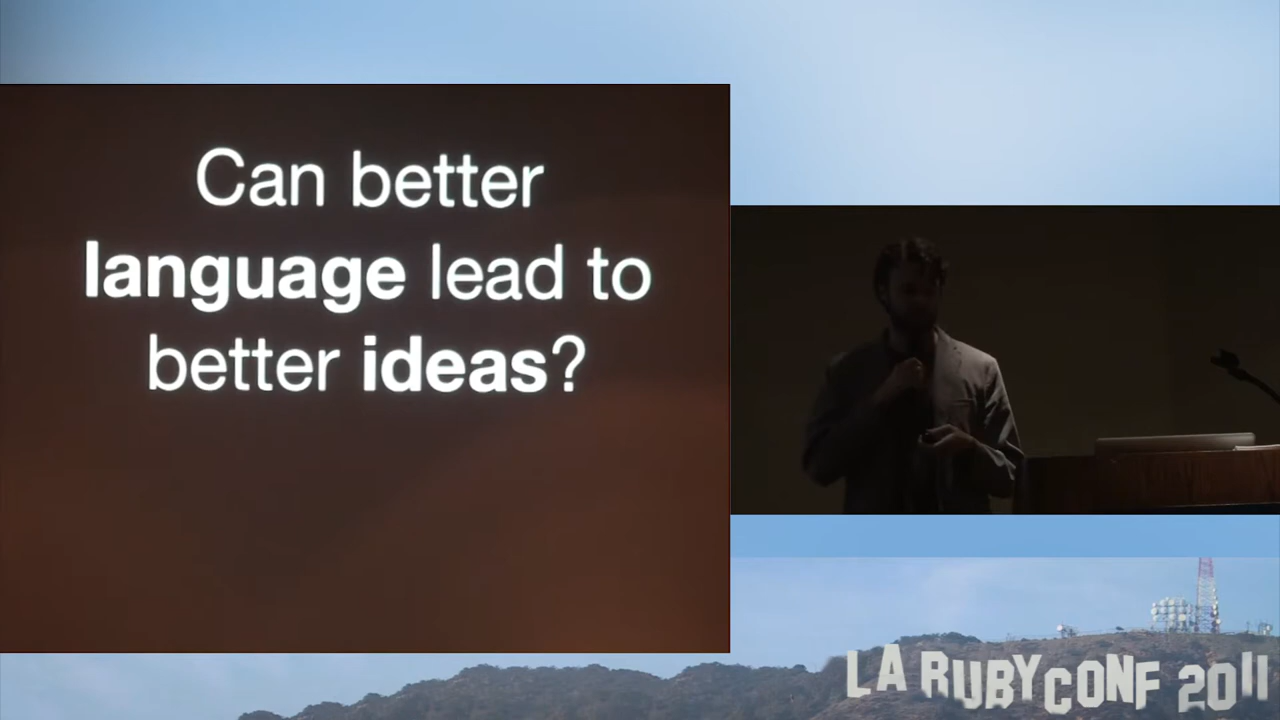 Can better
language lead to
better ideas?
LA RUBYCONF 2011